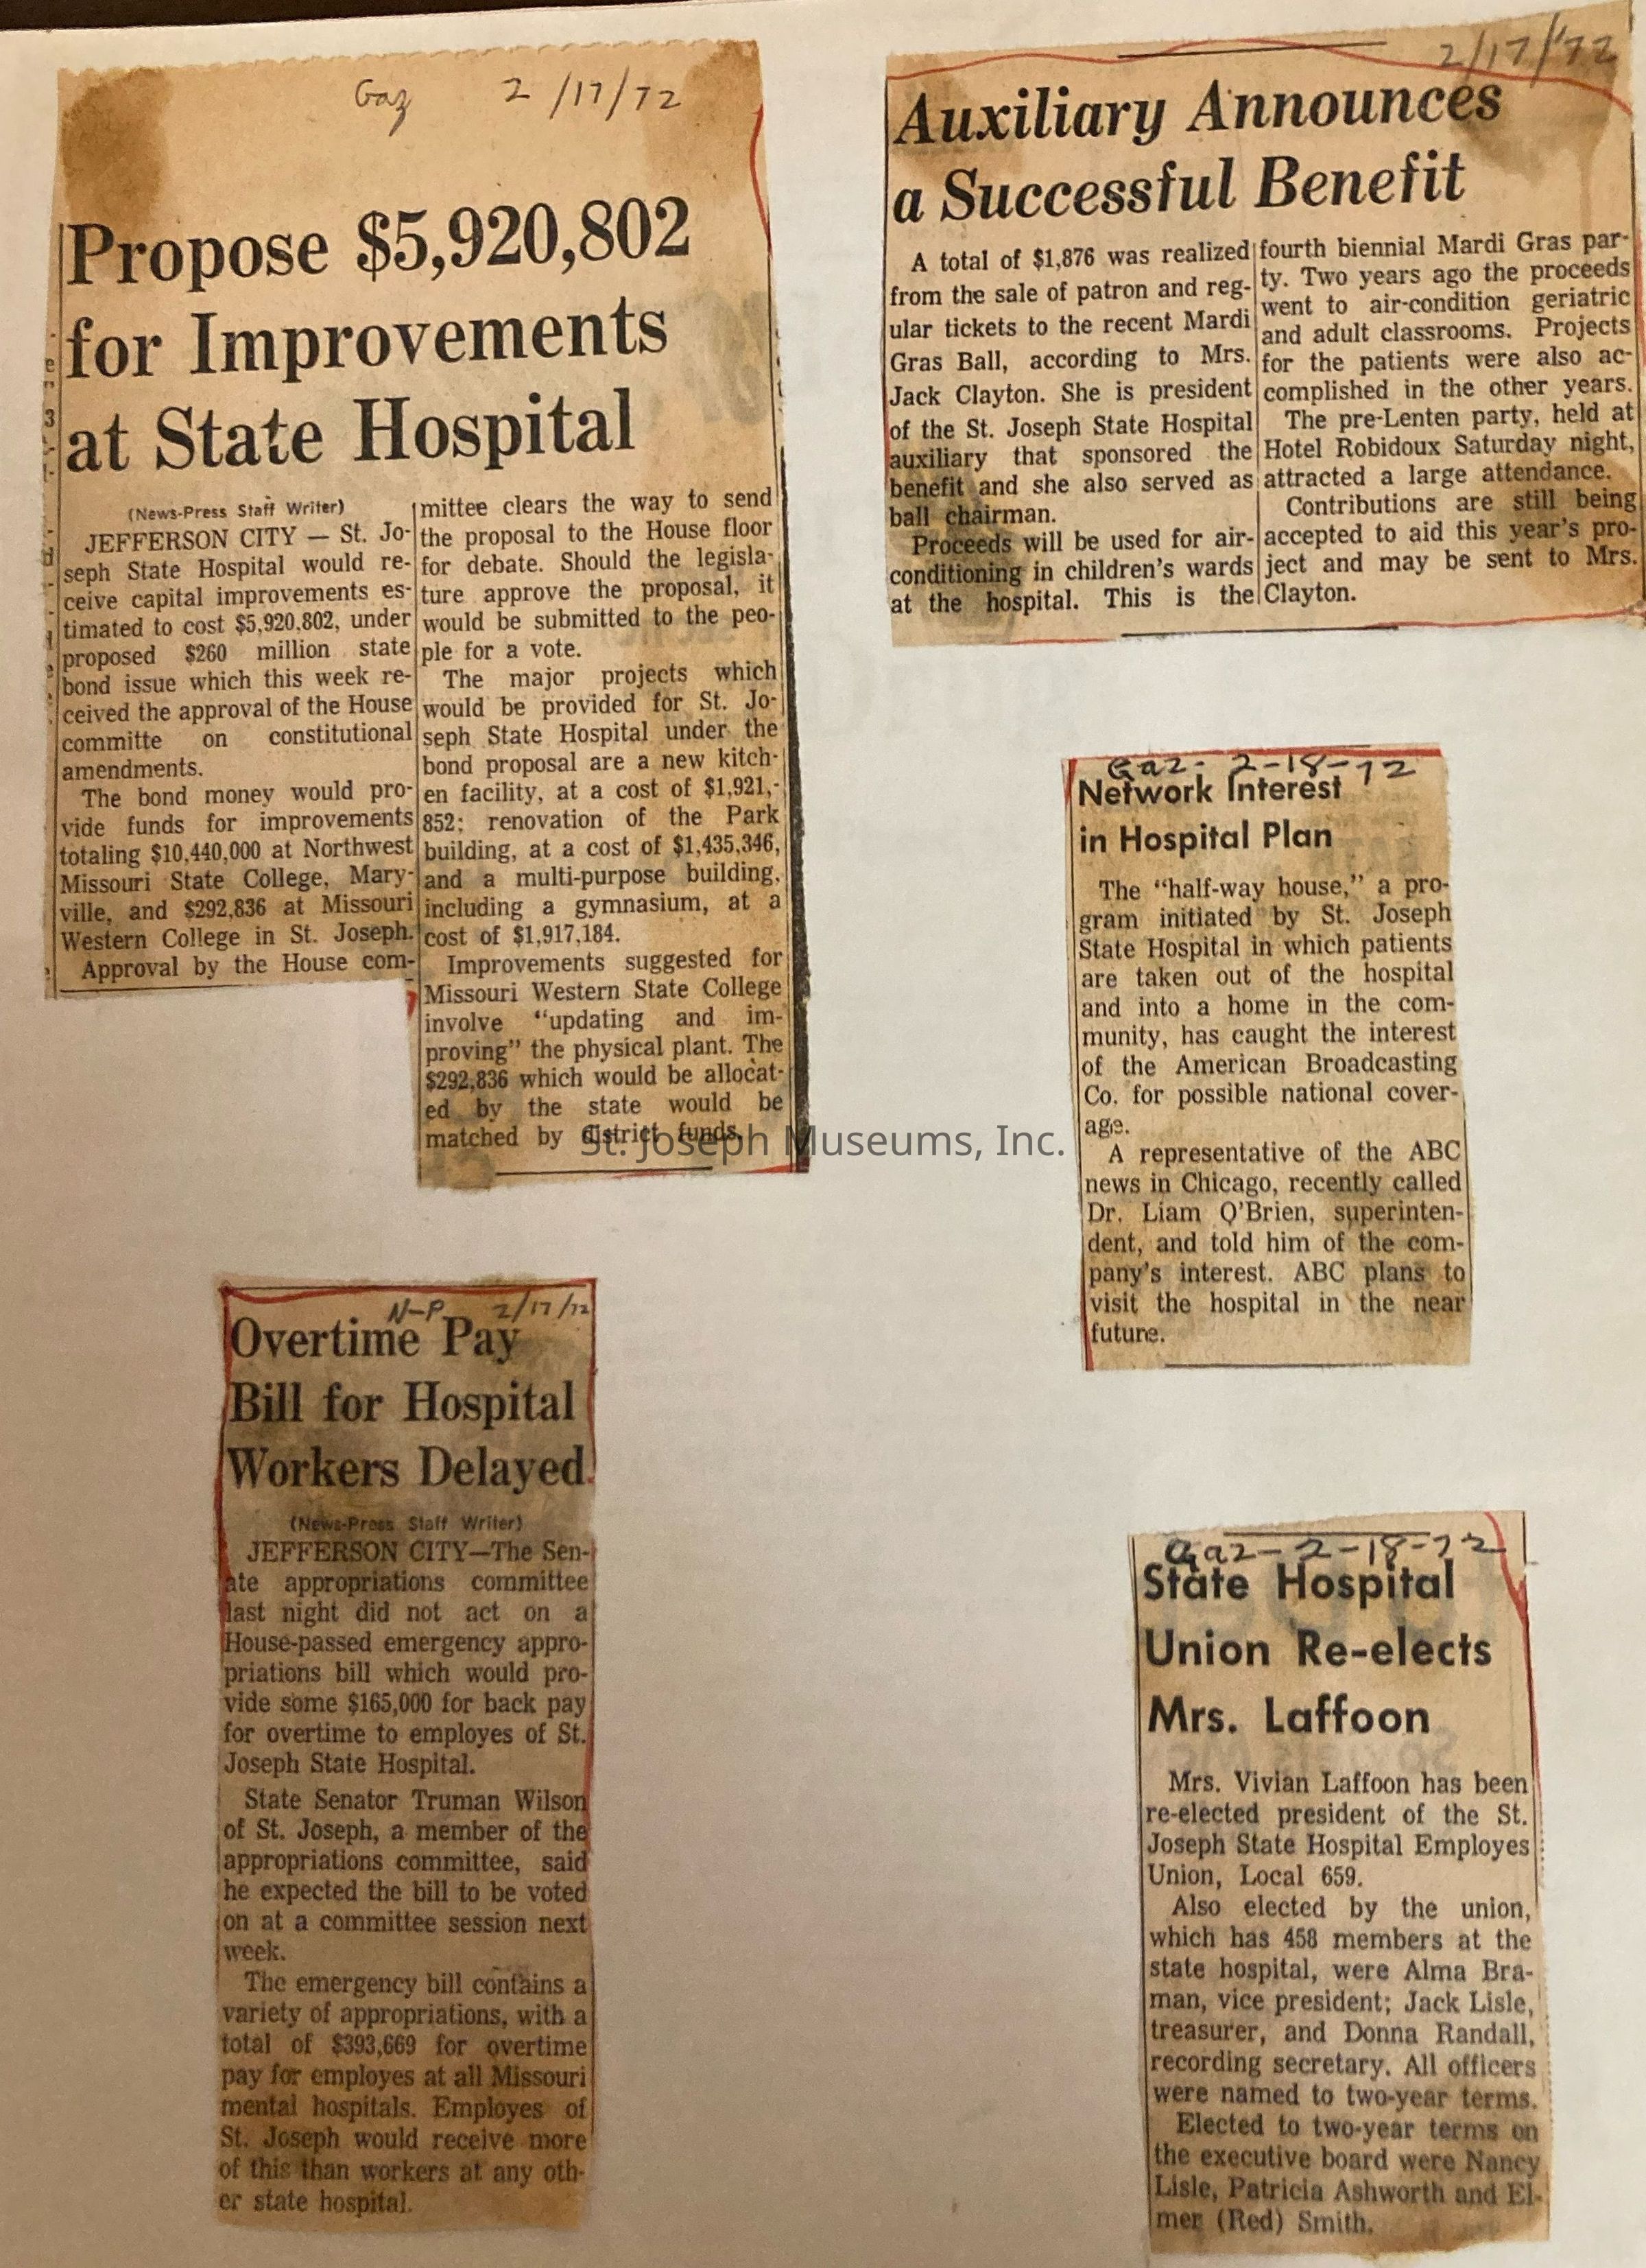 Gaz 2/17/72
Propose $5,920,802
for Improvements
at State Hospital
(News-Press Staff Writer)
JEFFERSON CITY — St. Jo-
seph State Hospital would re-
ceive capital improvements es-
timated to cost $5,920,802, under
proposed $260 million state
bond issue which this week re-
ceived the approval of the House
committe on constitutional
amendments.
The bond money would pro-
vide funds for improvements
totaling $10,440,000 at Northwest
Missouri State College, Mary-
ville, and $292,836 at Missouri
Western College in St. Joseph.
Approval by the House com-
mittee clears the way to send
the proposal to the House floor
for debate. Should the legisla-
ture approve the proposal, it
would be submitted to the peo-
ple for a vote.
The major projects which
would be provided for St. Jo-
seph State Hospital under the
bond proposal are a new kitch-
en facility, at a cost of $1,921,-
852; renovation of the Park
building, at a cost of $1,435,346,
and a multi-purpose building,
including a gymnasium, at a
cost of $1,917,184.
Improvements suggested for
Missouri Western State College
involve "updating and im-
proving" the physical plant. The
$292,836 which would be allocat-
ed by the state would be
matched by district funds.
2/17/'72
Auxiliary Announces
a Successful Benefit
A total of $1,876 was realized
from the sale of patron and reg-
ular tickets to the recent Mardi
Gras Ball, according to Mrs.
Jack Clayton. She is president
of the St. Joseph State Hospital
auxiliary that sponsored the
benefit and she also served as
ball chairman.
Proceeds will be used for air-
conditioning in children's wards
at the hospital. This is the
fourth biennial Mardi Gras par-
ty. Two years ago the proceeds
went to air-condition geriatric
and adult classrooms. Projects
for the patients were also ac-
complished in the other years.
The pre-Lenten party, held at
Hotel Robidoux Saturday night,
attracted a large attendance.
Contributions are still being
accepted to aid this year's pro-
ject and may be sent to Mrs.
Clayton.
Gaz- 2-18-72
Network Interest
in Hospital Plan
The "half-way house," a pro-
gram initiated by St. Joseph
State Hospital in which patients
are taken out of the hospital
and into a home in the com-
munity, has caught the interest
of the American Broadcasting
Co. for possible national cover-
age.
A representative of the ABC
news in Chicago, recently called
Dr. Liam O'Brien, superinten-
dent, and told him of the com-
pany's interest. ABC plans to
visit the hospital in the near
future.
St. Joseph Museums, Inc.
N-P 2/17/72
Overtime Pay
Bill for Hospital
Workers Delayed
(News-Press Staff Writer)
JEFFERSON CITY—The Sen-
ate appropriations committee
last night did not act on a
House-passed emergency appro-
priations bill which would pro-
vide some $165,000 for back pay
for overtime to employes of St.
Joseph State Hospital.
State Senator Truman Wilson
of St. Joseph, a member of the
appropriations committee, said
he expected the bill to be voted
on at a committee session next
week.
The emergency bill contains a
variety of appropriations, with a
total of $393,669 for overtime
pay for employes at all Missouri
mental hospitals. Employes of
St. Joseph would receive more
of this than workers at any oth-
er state hospital.
Gaz-2-18-72
State Hospital
Union Re-elects
Mrs. Laffoon
Mrs. Vivian Laffoon has been
re-elected president of the St.
Joseph State Hospital Employes
Union, Local 659.
Also elected by the union,
which has 458 members at the
state hospital, were Alma Bra-
man, vice president; Jack Lisle,
treasurer, and Donna Randall,
recording secretary. All officers
were named to two-year terms.
Elected to two-year terms on
the executive board were Nancy
Lisle, Patricia Ashworth and El-
mer (Red) Smith.